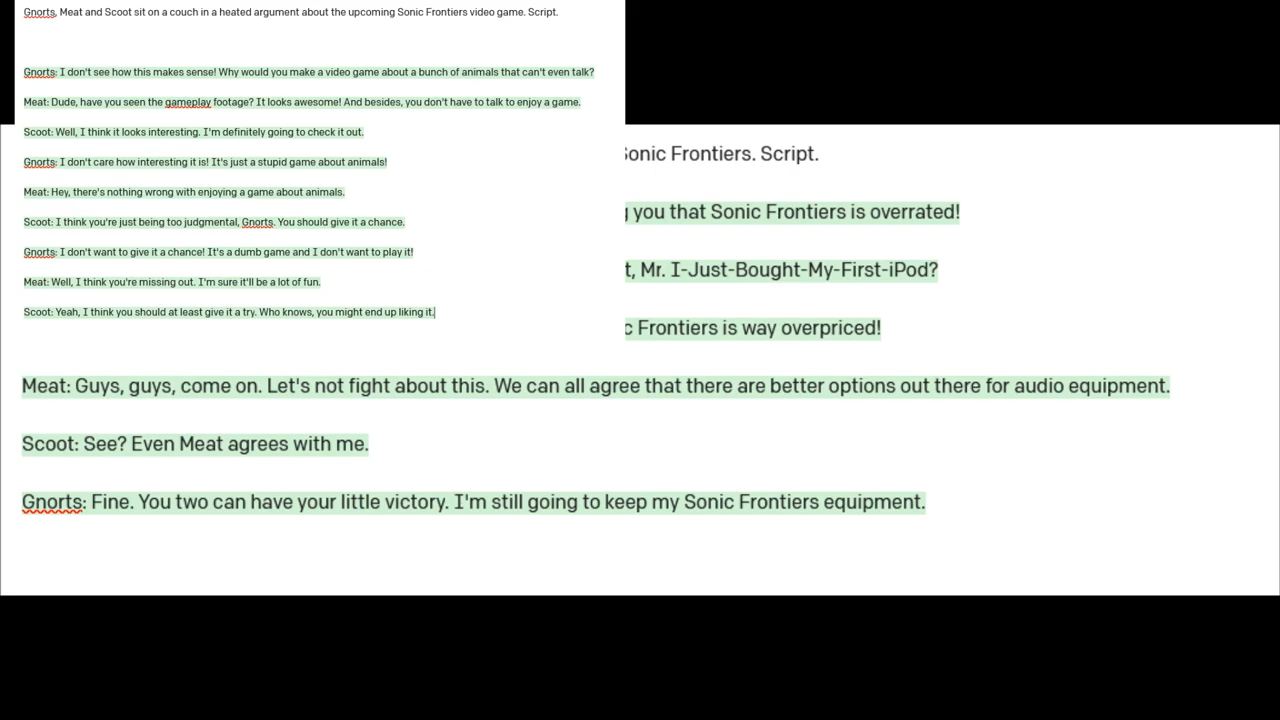 Gnorts, Meat and Scoot sit on a couch in a heated argument about the upcoming Sonic Frontiers video game. Script.
Gnorts: I don't see how this makes sense! Why would you make a video game about a bunch of animals that can't even talk?
Meat: Dude, have you seen the gameplay footage? It looks awesome! And besides, you don't have to talk to enjoy a game.
Scoot: Well, I think it looks interesting. I'm definitely going to check it out.
Gnorts: I don't care how interesting it is! It's just a stupid game about animals!
Meat: Hey, there's nothing wrong with enjoying a game about animals.
Scoot: I think you're just being too judgmental, Gnorts. You should give it a chance.
Gnorts: I don't want to give it a chance! It's a dumb game and I don't want to play it!
Meat: Well, I think you're missing out. I'm sure it'll be a lot of fun.
Scoot: Yeah, I think you should at least give it a try. Who knows, you might end up liking it.
Sonic Frontiers. Script.
you that Sonic Frontiers is overrated!
t, Mr. I-Just-Bought-My-First-iPod?
c Frontiers is way overpriced!
Meat: Guys, guys, come on. Let's not fight about this. We can all agree that there are better options out there for audio equipment.
Scoot: See? Even Meat agrees with me.
Gnorts: Fine. You two can have your little victory. I'm still going to keep my Sonic Frontiers equipment.